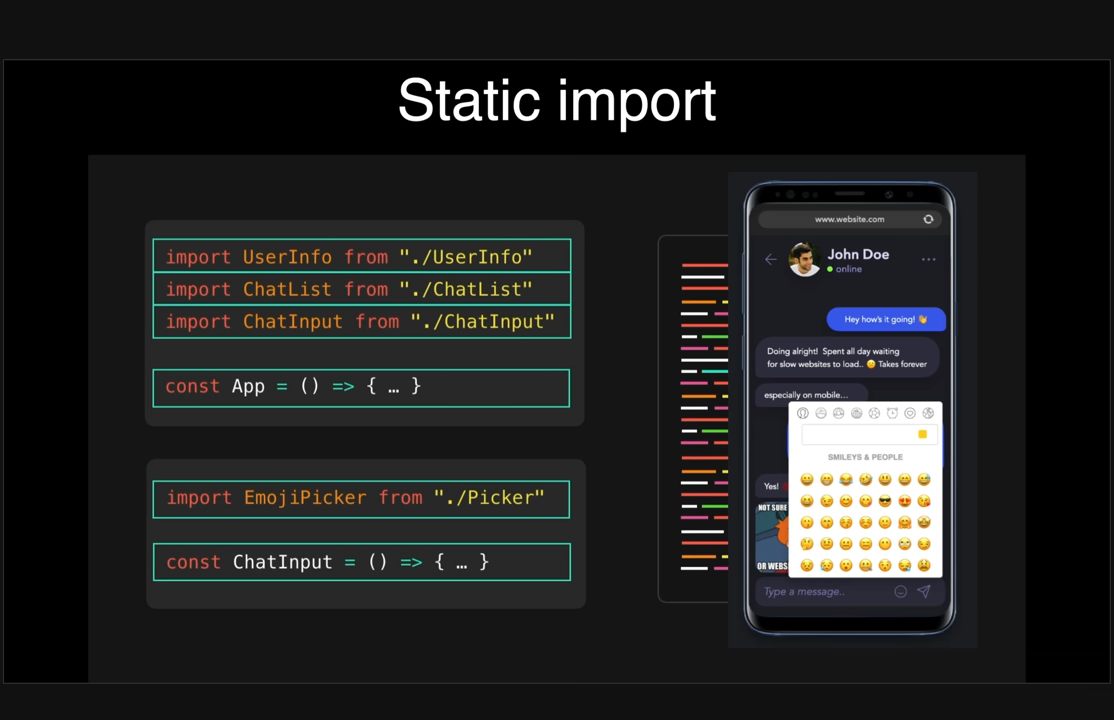 Static import
import UserInfo from "./UserInfo"
import ChatList from "./ChatList"
import ChatInput from "./ChatInput"
const App = () => { … }
import EmojiPicker from "./Picker"
const ChatInput = () => { … }
www.website.com
John Doe
online
Hey how's it going! 👋
Doing alright! Spent all day waiting
for slow websites to load.. 😑 Takes forever
especially on mobile...
SMILEYS & PEOPLE
Yes!
NOT SURE
OR WEBS
Type a message..